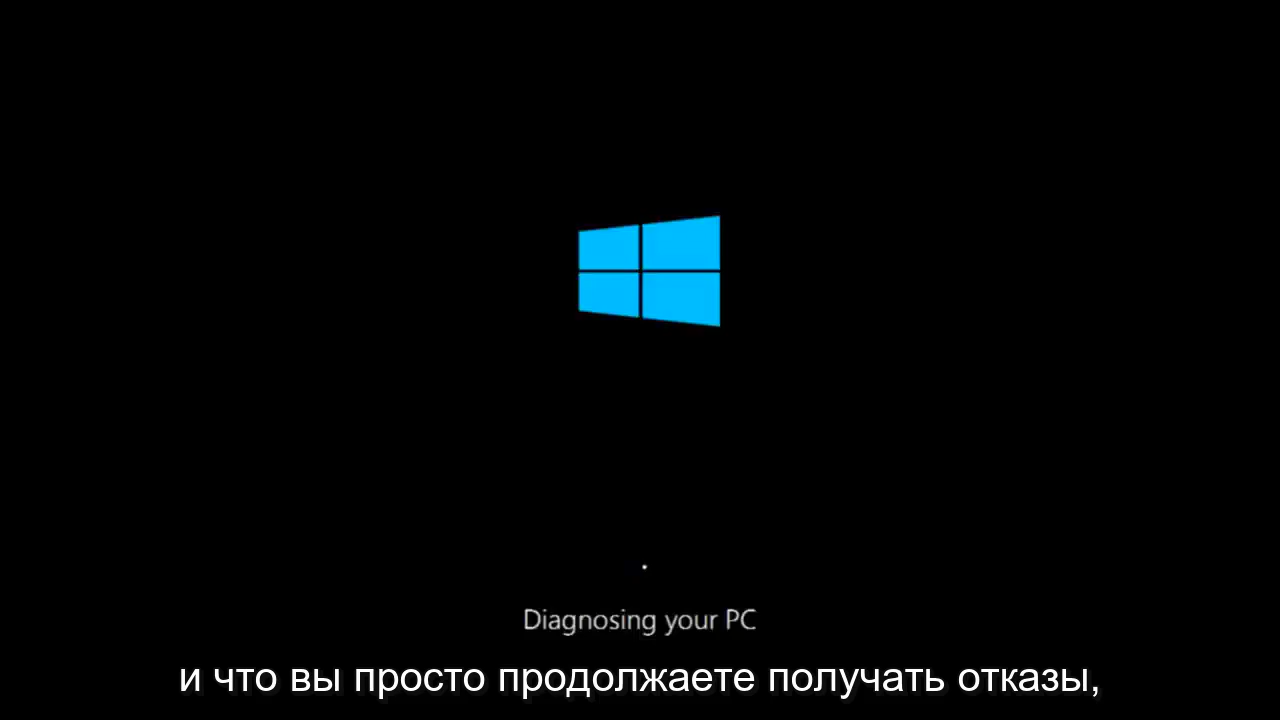 Diagnosing your PC
и что вы просто продолжаете получать отказы,